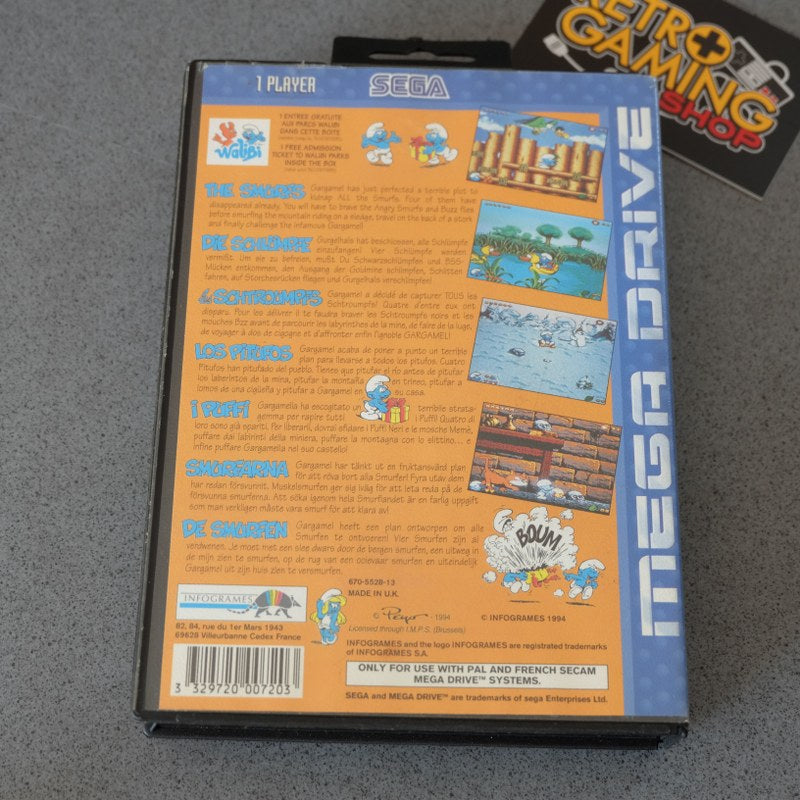 RETRO
GAMING
SHOP
1 PLAYER
SEGA
MEGA DRIVE
Walibi
1 ENTREE GRATUITE
AUX PARCS WALIBI
DANS CETTE BOITE
1 FREE ADMISSION
TICKET TO WALIBI PARKS
INSIDE THE BOX
THE SMURFS Gargamel has just perfected a terrible plot to
kidnap ALL the Smurfs. Four of them have
disappeared already. You will have to brave the Angry Smurfs and Buzz flies
before smurfing the mountain riding on a sledge, travel on the back of a stork
and finally challenge the infamous Gargamel!
DIE SCHLÜMPFE Gurgelhals hat beschlossen, alle Schlümpfe
einzufangen! Vier Schlümpfe werden
vermißt. Um sie zu befreien, mußt Du Schwarzschlümpfen und BSS-
Mücken entkommen, den Ausgang der Goldmine schlümpfen, Schlitten
fahren, auf Storchesrücken fliegen und Gurgelhals verschlümpfen!
Les SCHTROUMPFS Gargamel a décidé de capturer TOUS les
Schtroumpfs! Quatre d'entre eux ont
disparu. Pour les délivrer il te faudra braver les Schtroumpfs noirs et les
mouches Bzz avant de parcourir les labyrinthes de la mine, de faire de la luge,
de voyager à dos de cigogne et d'affronter enfin l'ignoble GARGAMEL!
LOS PITUFOS Gargamel acaba de poner a punto un terrible
plan para llevarse a todos los pitufos. Cuatro
Pitufos han pitufado del pueblo. Tienes que pitufar el río antes de pitufar
los laberintos de la mina, pitufar la montaña en trineo, pitufar a
lomos de una cigüeña y pitufar a Gargamel en su casa.
i PUFFI Gargamella ha escogitato un terribile strata-
gemma per rapire tutti i Puffi! Quattro di
loro sono già spariti. Per liberarli, dovrai sfidare i Puffi Neri e le mosche Memè,
puffare dai labirinti della miniera, puffare la montagna con lo slittino... e
infine puffare Gargamella nel suo castello!
SMURFARNA Gargamel har tänkt ut en fruktansvärd plan
för att röva bort alla Smurfer! Fyra utav dem
har redan försvunnit. Muskelsmurfen ger sig iväg för att leta reda på de
försvunna smurferna. Att söka igenom hela Smurflandet är en farlig uppgift
som man verkligen måste vara smurf för att klara av!
DE SMURFEN Gargamel heeft een plan ontworpen om alle
Smurfen te ontvoeren! Vier Smurfen zijn al
verdwenen. Je moet met een slee dwars door de bergen smurfen, een uitweg in
de mijn zien te smurfen, op de rug van een ooievaar smurfen en uiteindelijk
Gargamel uit zijn huis zien te versmurfen.
BOUM
INFOGRAMES
82, 84, rue du 1er Mars 1943
69628 Villeurbanne Cedex France
3 329720 007203
670-5528-13
MADE IN U.K.
© Peyo - 1994
Licensed through I.M.P.S. (Brussels)
© INFOGRAMES 1994
INFOGRAMES and the logo INFOGRAMES are registrated trademarks
of INFOGRAMES S.A.
ONLY FOR USE WITH PAL AND FRENCH SECAM
MEGA DRIVE™ SYSTEMS.
SEGA and MEGA DRIVE™ are trademarks of sega Enterprises Ltd.